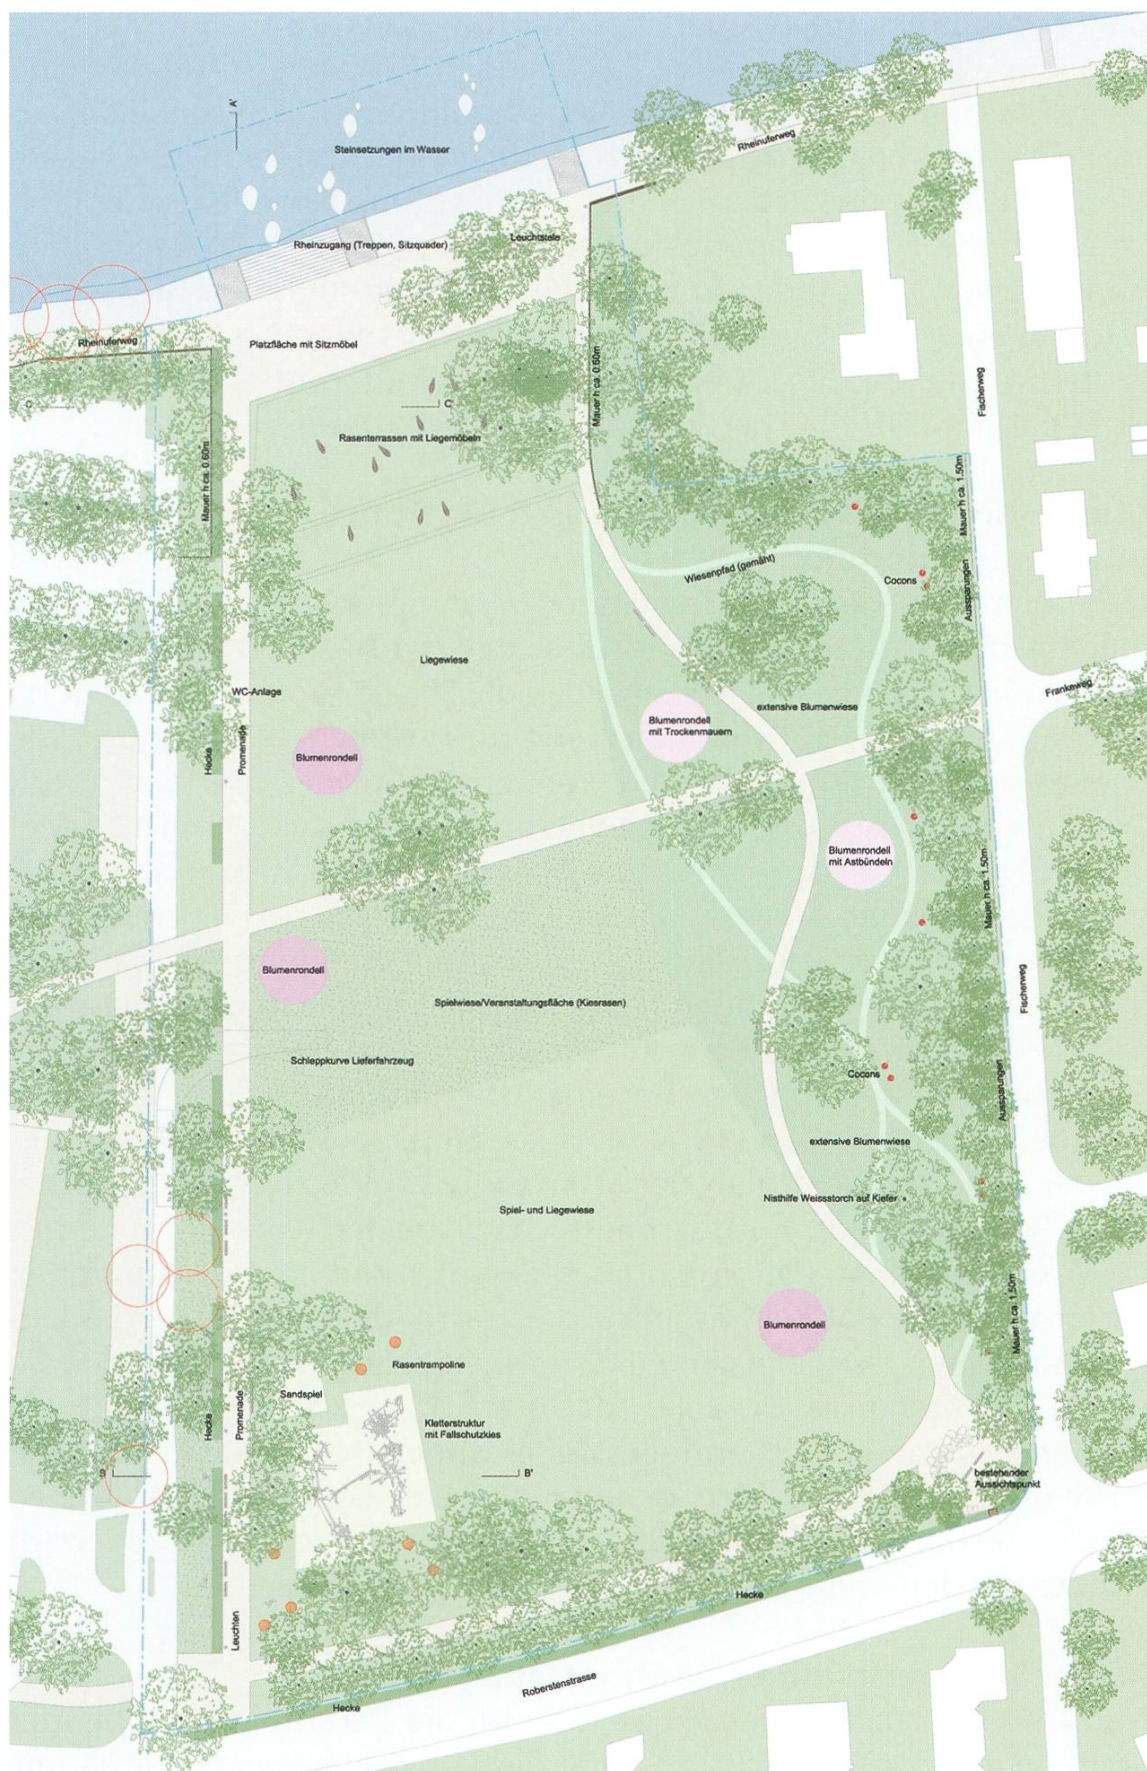 A'
Steinsetzungen im Wasser
Rheinuferweg
Leuchtstele
Rheinzugang (Treppen, Sitzquader)
Rheinuferweg
Platzfläche mit Sitzmöbel
Mauer h ca. 0.60m
Fischerweg
C
C'
Rasenterrassen mit Liegemöbeln
Mauer h ca. 0.60m
Mauer h ca. 1.50m
Wiesenpfad (gemäht)
Cocons
Aussparungen
Liegewiese
WC-Anlage
Frankeweg
extensive Blumenwiese
Blumenrondell
mit Trockenmauern
Hecke
Promenade
Blumenrondell
Blumenrondell
mit Astbündeln
Mauer h ca. 1.50m
Blumenrondell
Fischerweg
Spielwiese/Veranstaltungsfläche (Kiesrasen)
Schleppkurve Lieferfahrzeug
Cocons
Aussparungen
extensive Blumenwiese
Nisthilfe Weissstorch auf Kiefer
Spiel- und Liegewiese
Mauer h ca. 1.50m
Blumenrondell
Rasentrampoline
Sandspiel
Hecke
Promenade
Kletterstruktur
mit Fallschutzkies
B'
bestehender
Aussichtspunkt
Hecke
Leuchten
Roberstenstrasse
Hecke